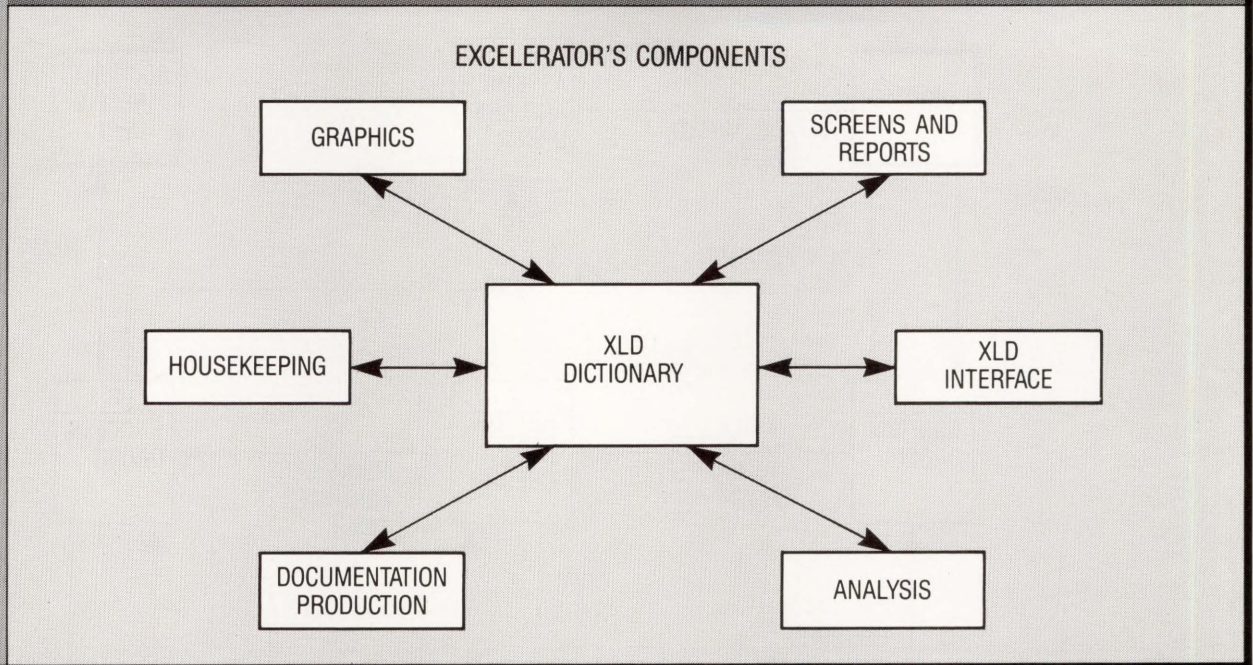 EXCELERATOR'S COMPONENTS
GRAPHICS
SCREENS AND
REPORTS
HOUSEKEEPING
XLD
DICTIONARY
XLD
INTERFACE
DOCUMENTATION
PRODUCTION
ANALYSIS